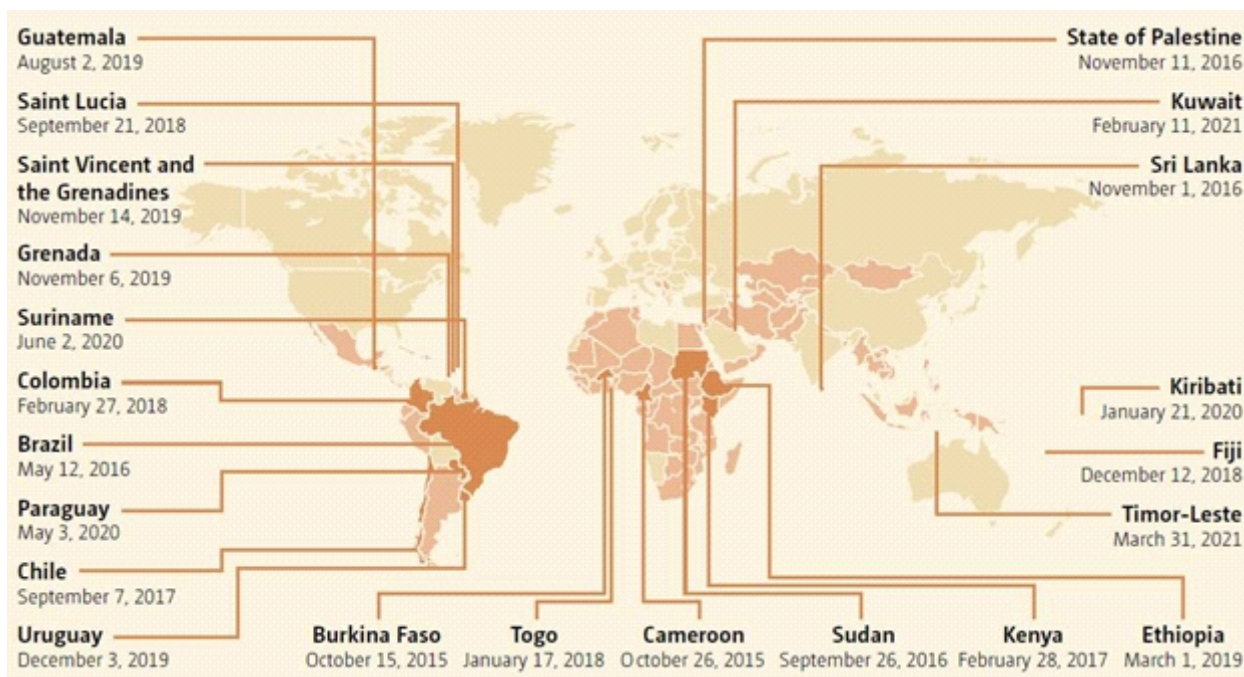 Guatemala
August 2, 2019
Saint Lucia
September 21, 2018
Saint Vincent and
the Grenadines
November 14, 2019
Grenada
November 6, 2019
Suriname
June 2, 2020
Colombia
February 27, 2018
Brazil
May 12, 2016
Paraguay
May 3, 2020
Chile
September 7, 2017
Uruguay
December 3, 2019
Burkina Faso
October 15, 2015
Togo
January 17, 2018
Cameroon
October 26, 2015
Sudan
September 26, 2016
Kenya
February 28, 2017
Ethiopia
March 1, 2019
State of Palestine
November 11, 2016
Kuwait
February 11, 2021
Sri Lanka
November 1, 2016
Kiribati
January 21, 2020
Fiji
December 12, 2018
Timor-Leste
March 31, 2021